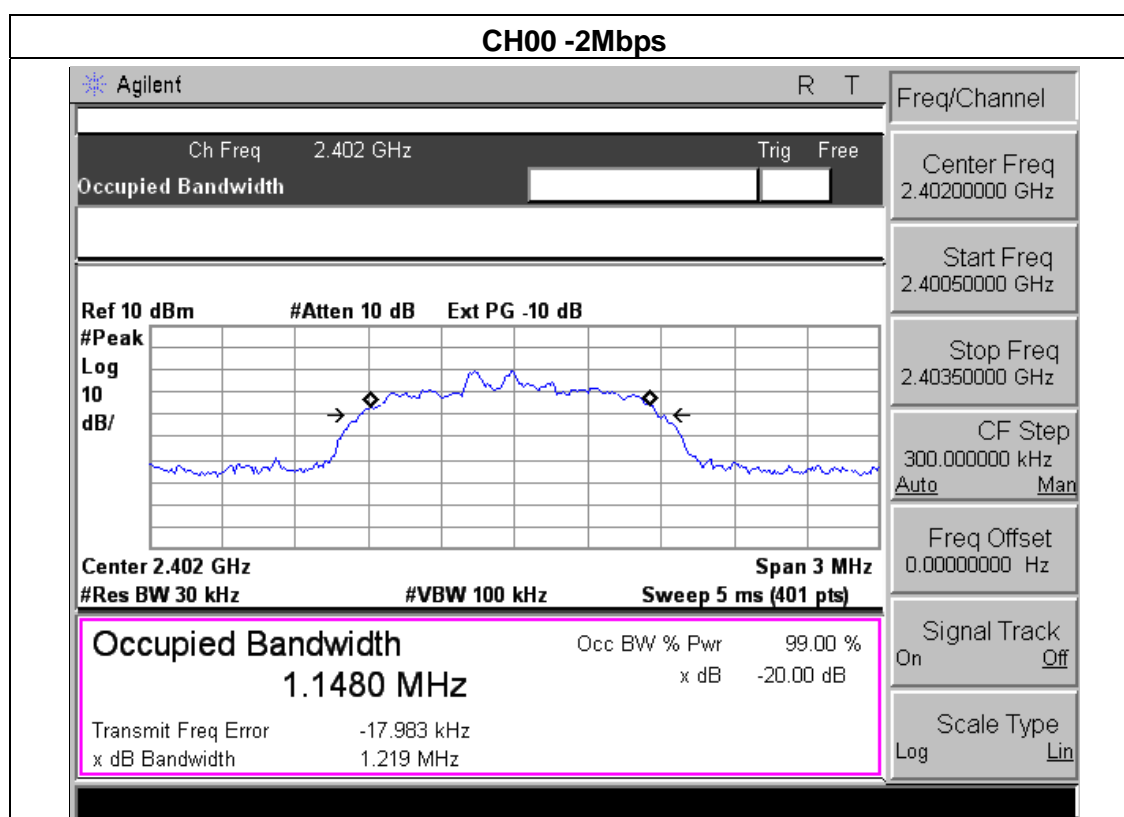 CH00 -2Mbps
Agilent R T
Ch Freq 2.402 GHz Trig Free
Occupied Bandwidth
Ref 10 dBm #Atten 10 dB Ext PG -10 dB
#Peak
Log
10
dB/
Center 2.402 GHz Span 3 MHz
#Res BW 30 kHz #VBW 100 kHz Sweep 5 ms (401 pts)
Occupied Bandwidth Occ BW % Pwr 99.00 %
1.1480 MHz x dB -20.00 dB
Transmit Freq Error -17.983 kHz
x dB Bandwidth 1.219 MHz
Freq/Channel
Center Freq
2.40200000 GHz
Start Freq
2.40050000 GHz
Stop Freq
2.40350000 GHz
CF Step
300.000000 kHz
Auto Man
Freq Offset
0.00000000 Hz
Signal Track
On Off
Scale Type
Log Lin